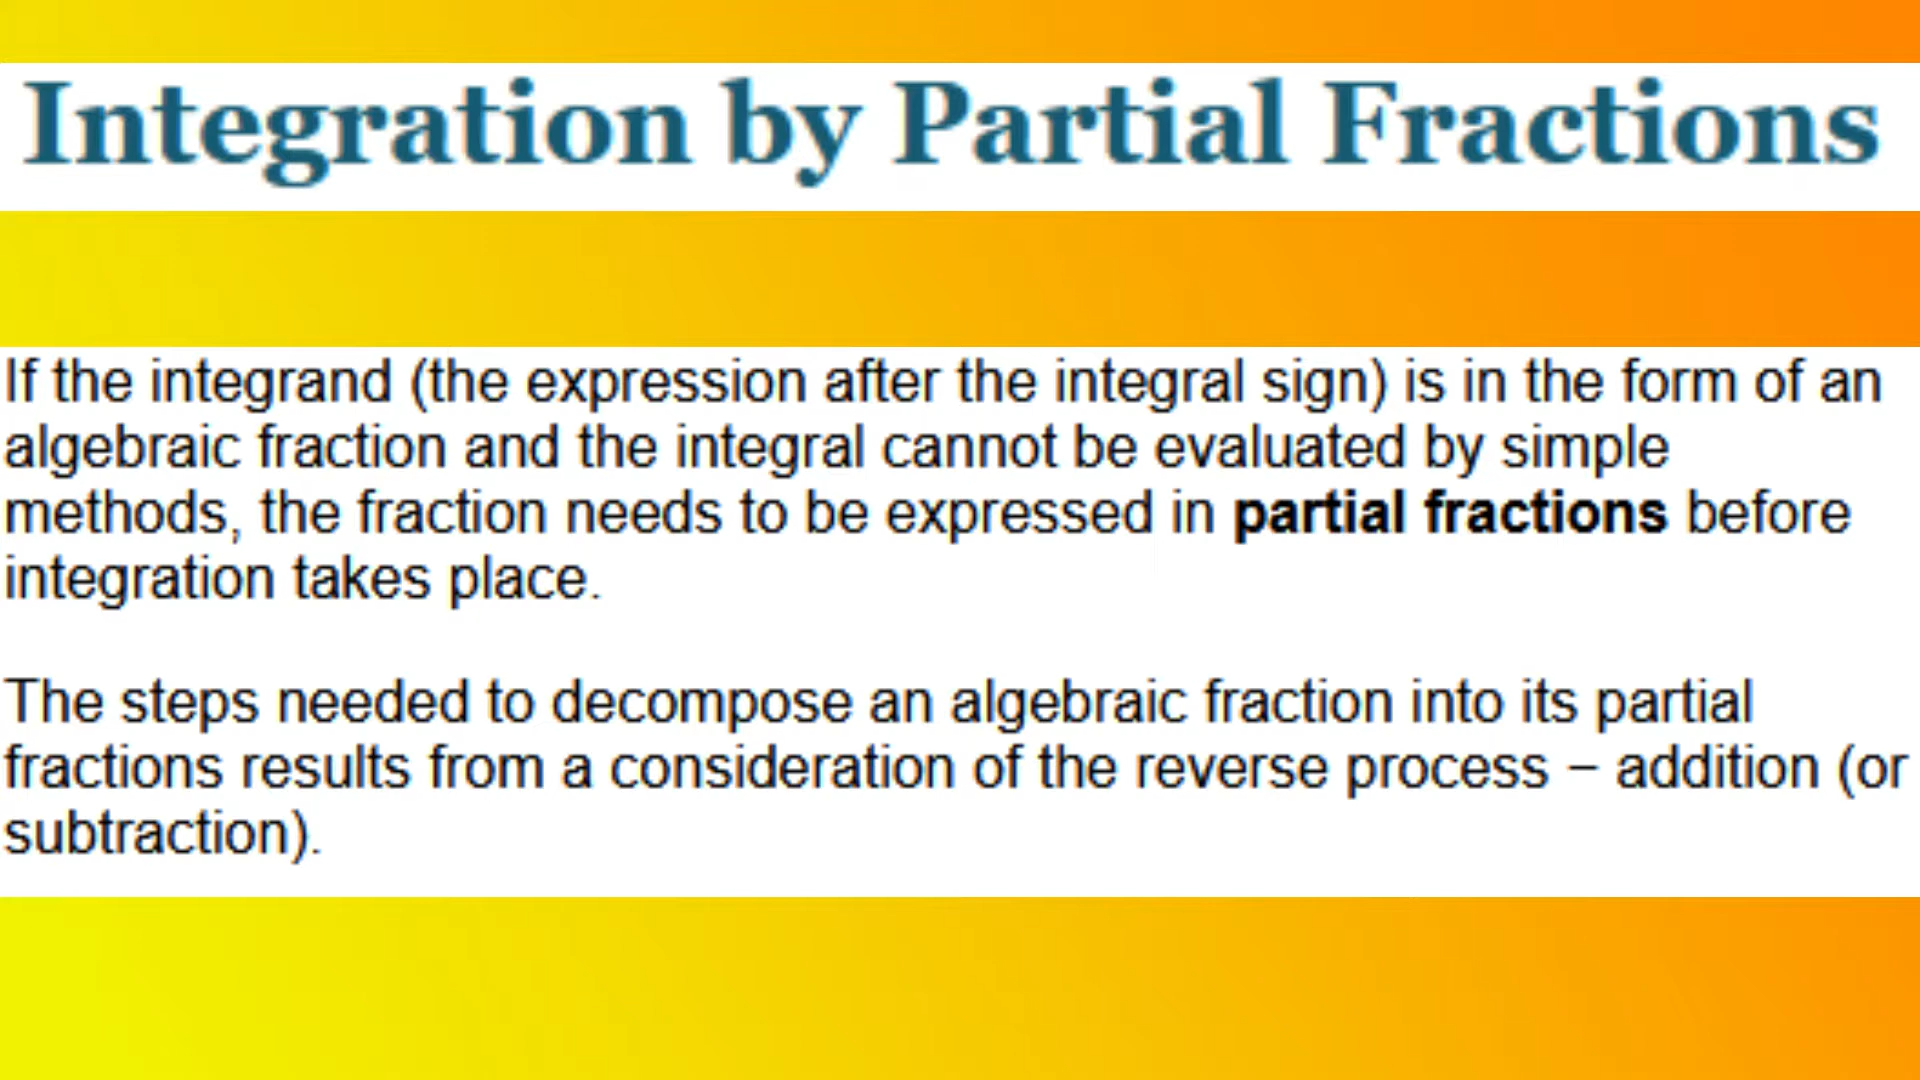 Integration by Partial Fractions
If the integrand (the expression after the integral sign) is in the form of an
algebraic fraction and the integral cannot be evaluated by simple
methods, the fraction needs to be expressed in partial fractions before
integration takes place.
The steps needed to decompose an algebraic fraction into its partial
fractions results from a consideration of the reverse process − addition (or
subtraction).